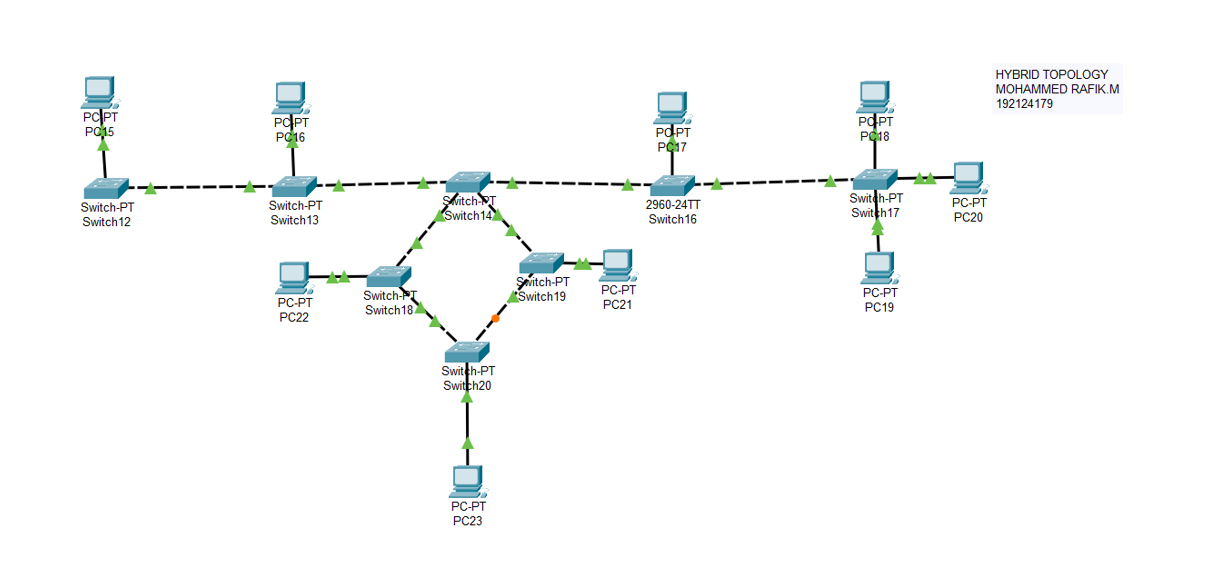 HYBRID TOPOLOGY
MOHAMMED RAFIK.M
192124179
PC-PT
PC15
PC-PT
PC16
PC-PT
PC17
PC-PT
PC18
Switch-PT
Switch12
Switch-PT
Switch13
Switch-PT
Switch14
2960-24TT
Switch16
Switch-PT
Switch17
PC-PT
PC20
PC-PT
PC22
Switch-PT
Switch18
Switch-PT
Switch19
PC-PT
PC21
PC-PT
PC19
Switch-PT
Switch20
PC-PT
PC23